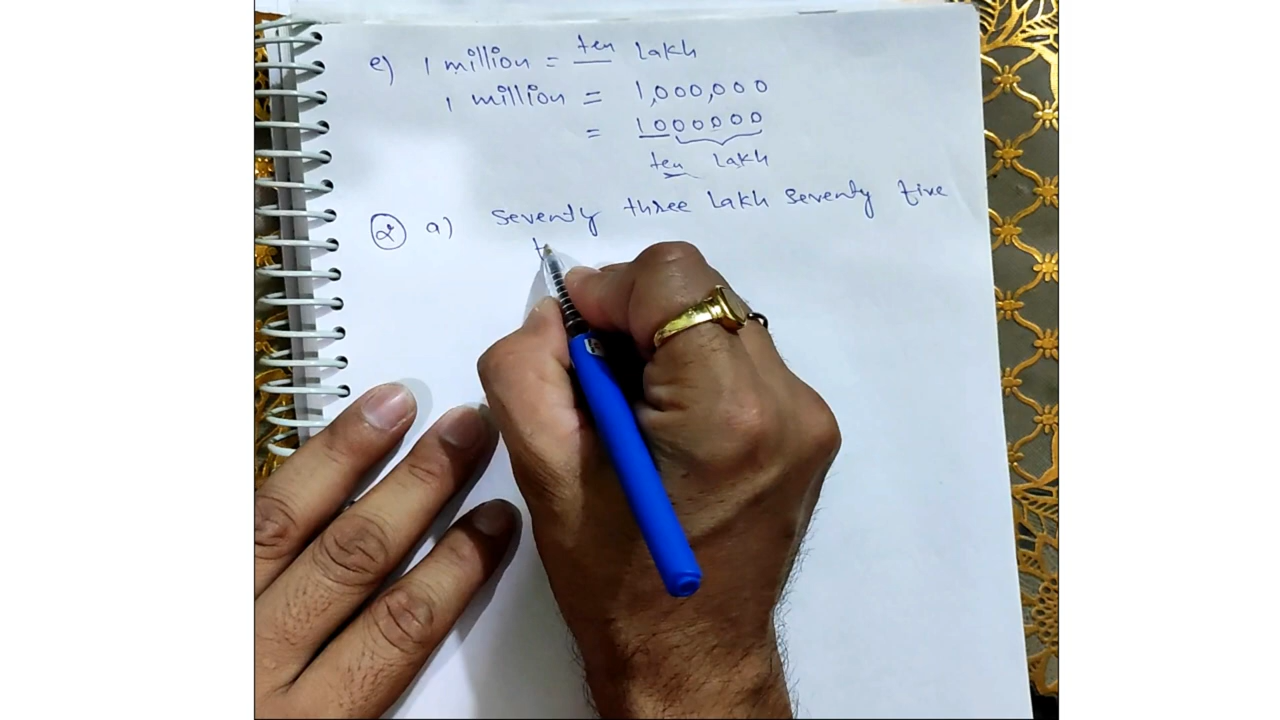 e) 1 million = ten lakh
1 million = 1,000,000
= 1000000
ten lakh
2 a) Seventy three lakh seventy five
t